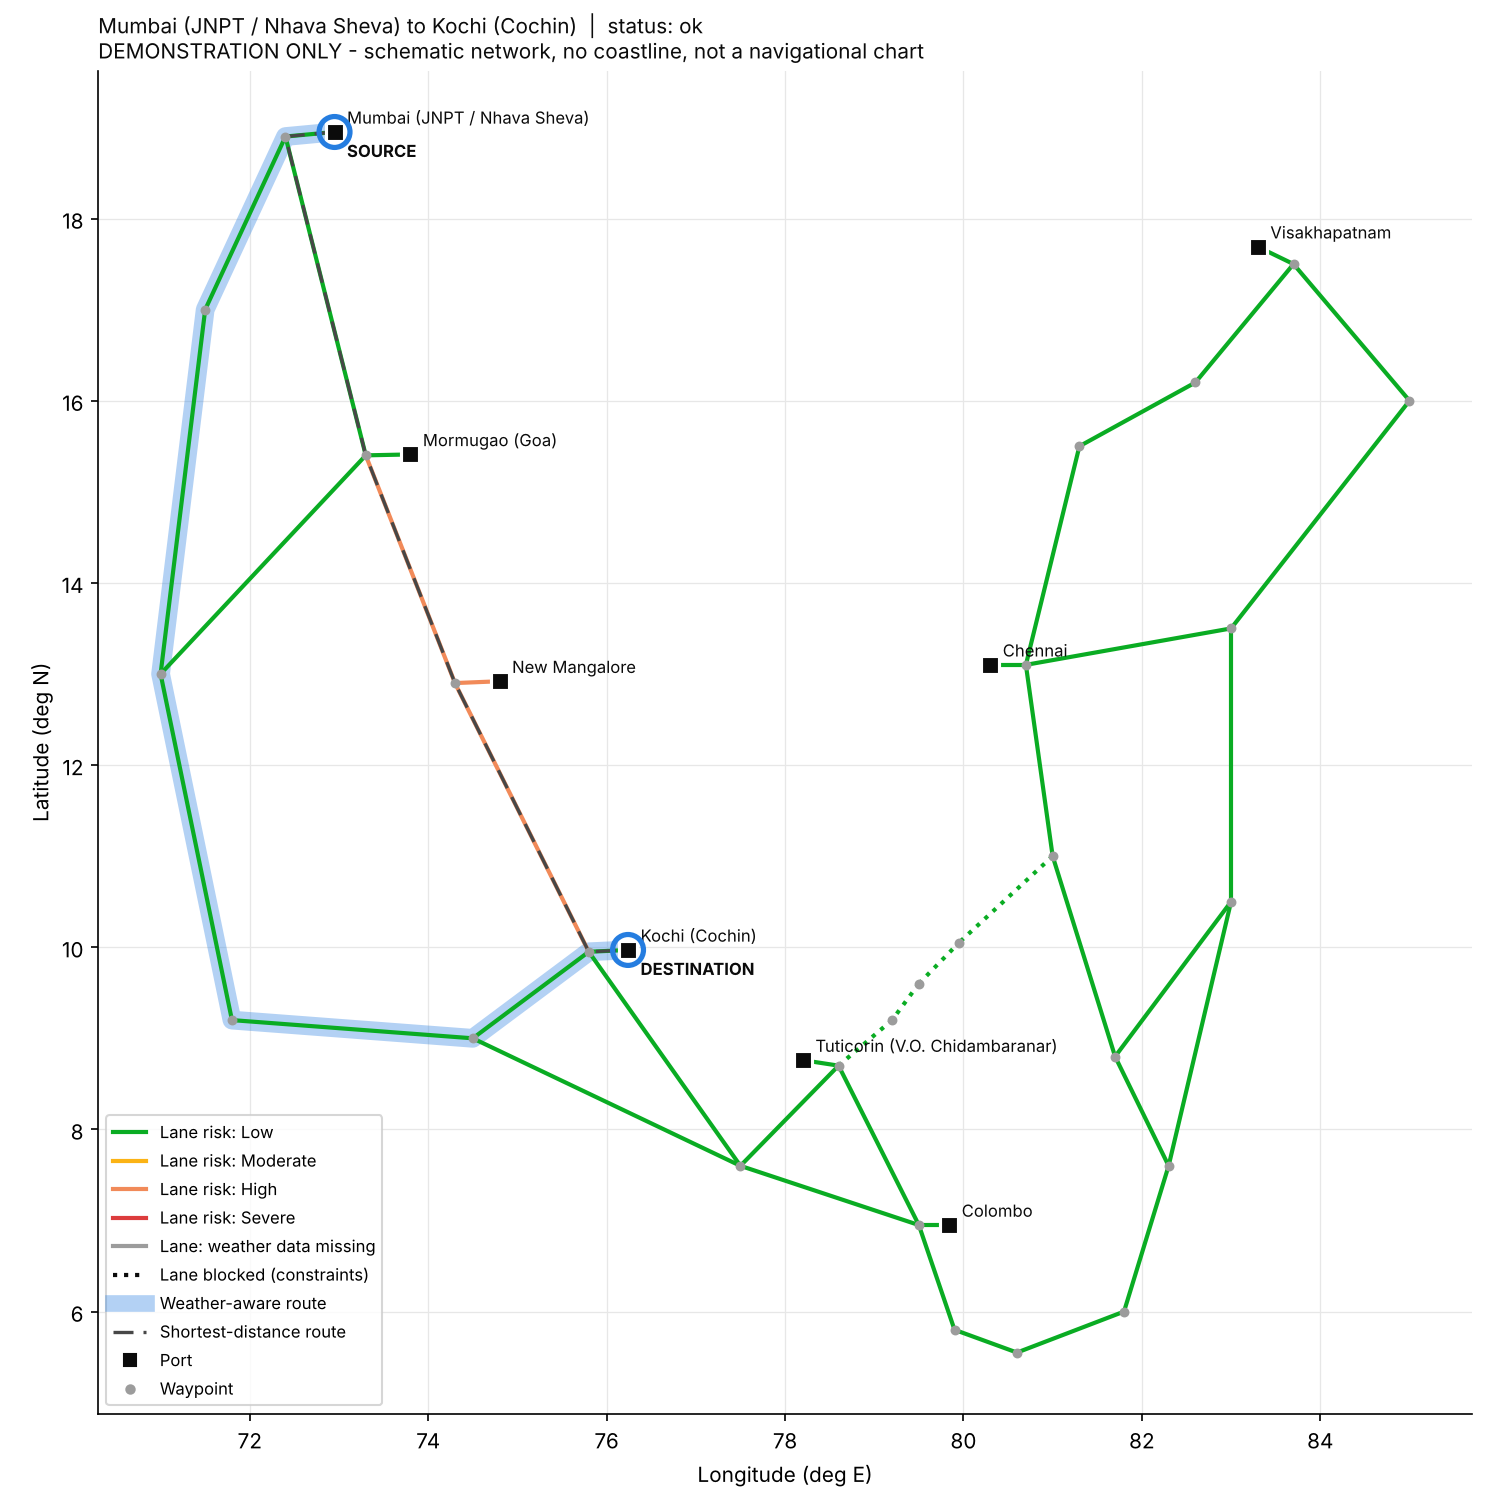 Mumbai (JNPT / Nhava Sheva) to Kochi (Cochin) | status: ok
DEMONSTRATION ONLY - schematic network, no coastline, not a navigational chart
Mumbai (JNPT / Nhava Sheva)
SOURCE
Visakhapatnam
Mormugao (Goa)
New Mangalore
Chennai
Kochi (Cochin)
DESTINATION
Tuticorin (V.O. Chidambaranar)
Colombo
Latitude (deg N)
18
16
14
12
10
8
6
Lane risk: Low
Lane risk: Moderate
Lane risk: High
Lane risk: Severe
Lane: weather data missing
Lane blocked (constraints)
Weather-aware route
Shortest-distance route
Port
Waypoint
72 74 76 78 80 82 84
Longitude (deg E)